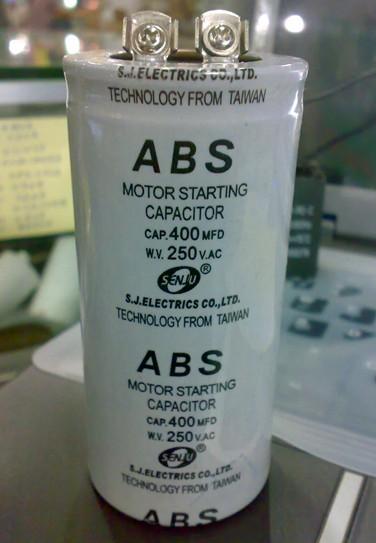 S.J.ELECTRICS CO.,LTD.
TECHNOLOGY FROM TAIWAN
ABS
MOTOR STARTING
CAPACITOR
CAP. 400 MFD
W.V. 250 V.AC
SENJU ®
S.J.ELECTRICS CO.,LTD.
TECHNOLOGY FROM TAIWAN
ABS
MOTOR STARTING
CAPACITOR
CAP. 400 MFD
W.V. 250 V.AC
SENJU ®
S.J.ELECTRICS CO.,LTD.
TECHNOLOGY FROM TAIWAN
ABS